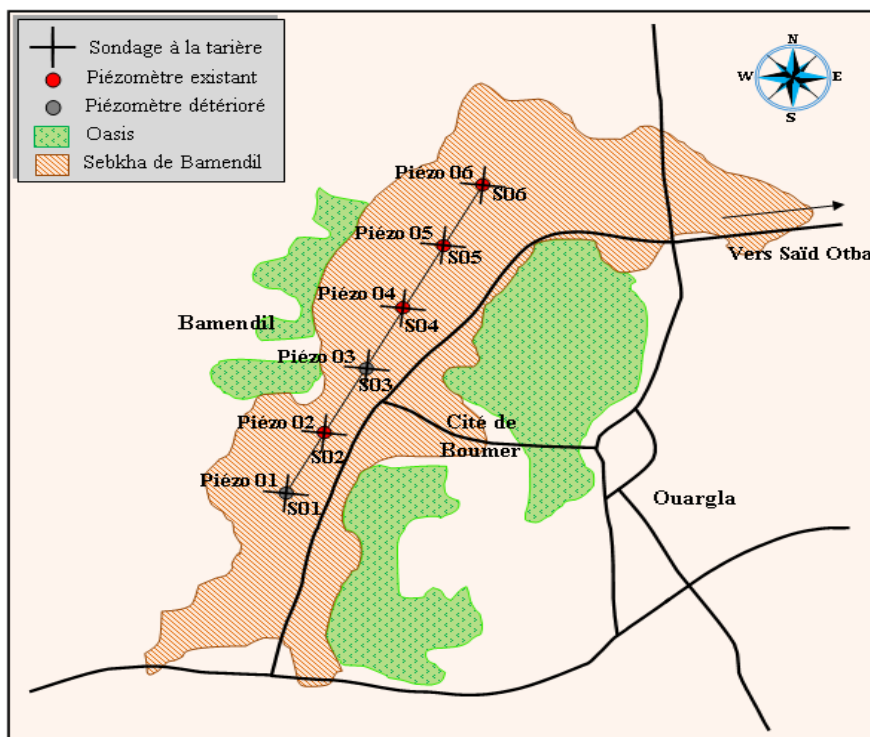 Sondage à la tarière
Piézomètre existant
Piézomètre détérioré
Oasis
Sebkha de Bamendil
N
W
E
S
Piézo 06
S06
Piézo 05
S05
Vers Saïd Otba
Piézo 04
S04
Bamendil
Piézo 03
S03
Piézo 02
S02
Cité de
Boumer
Piézo 01
S01
Ouargla